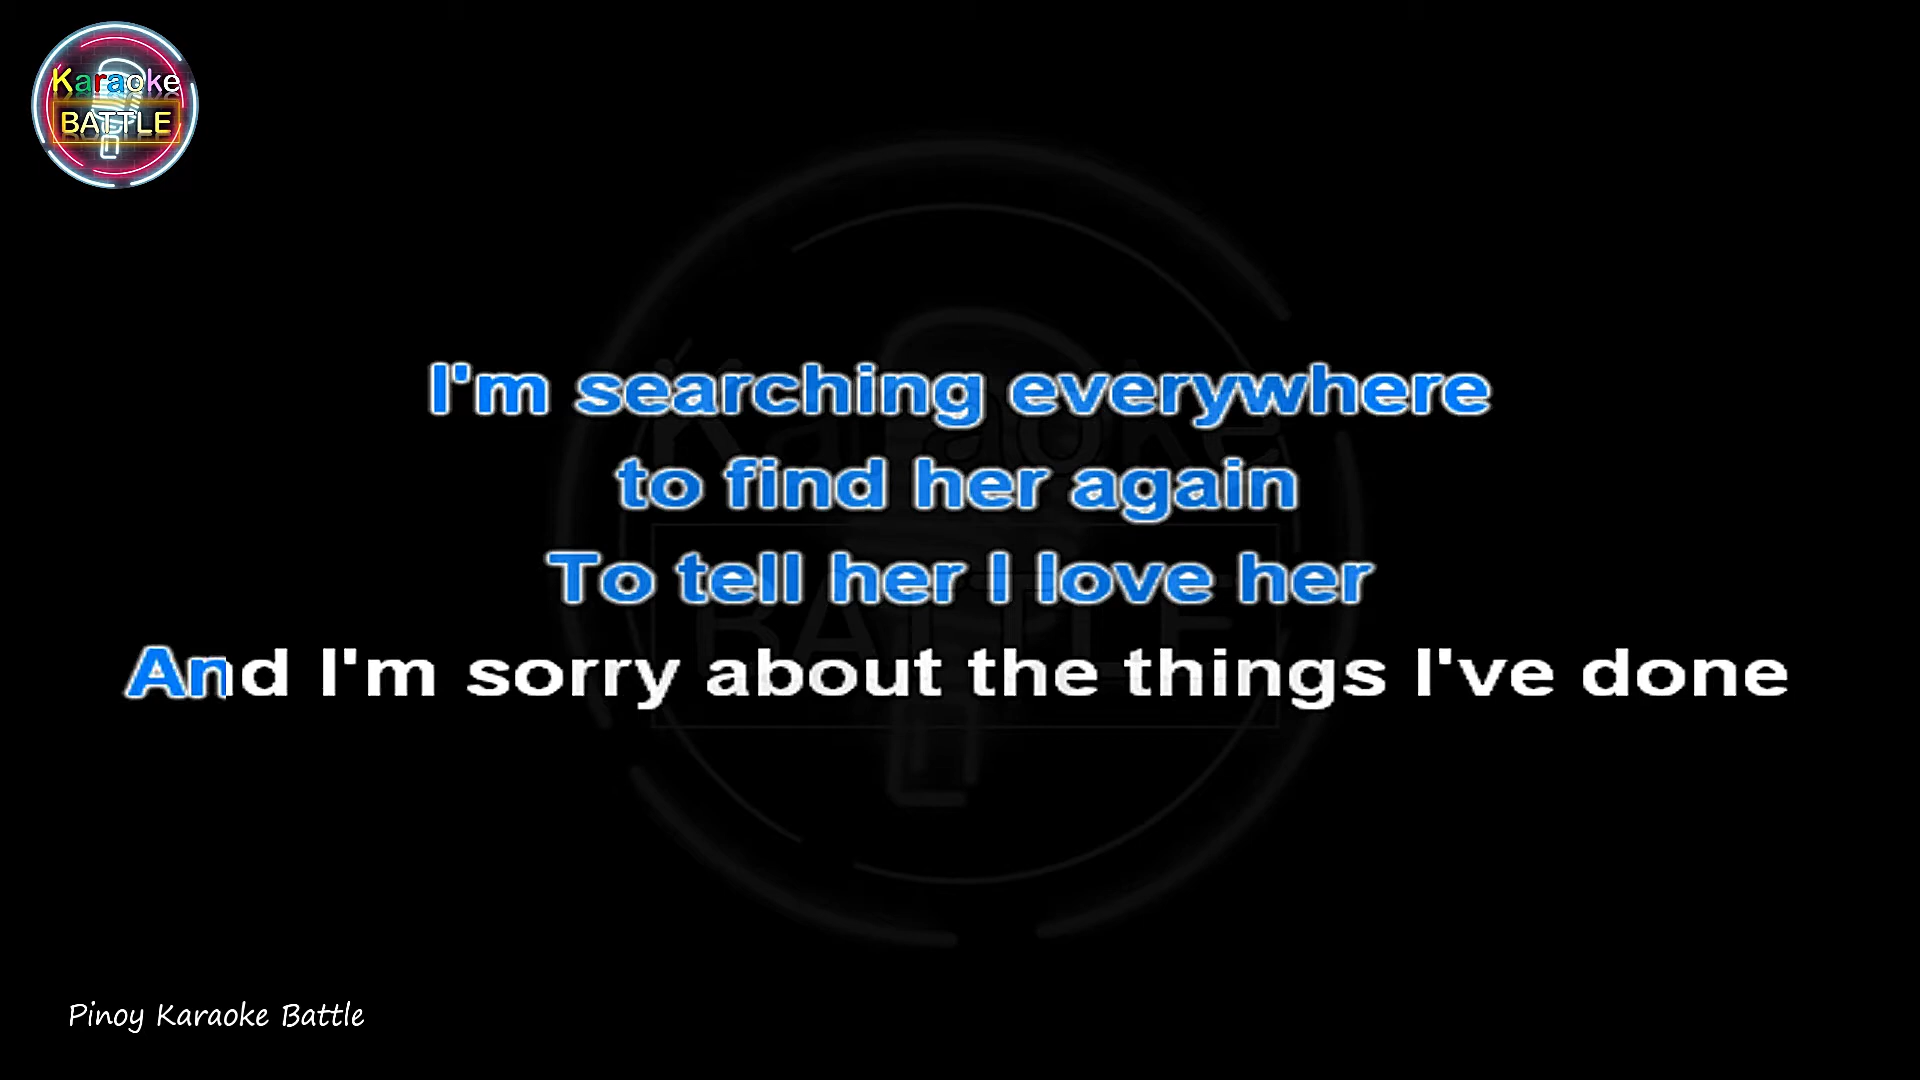 Karaoke
BATTLE
I'm searching everywhere
to find her again
To tell her I love her
And I'm sorry about the things I've done
Pinoy Karaoke Battle